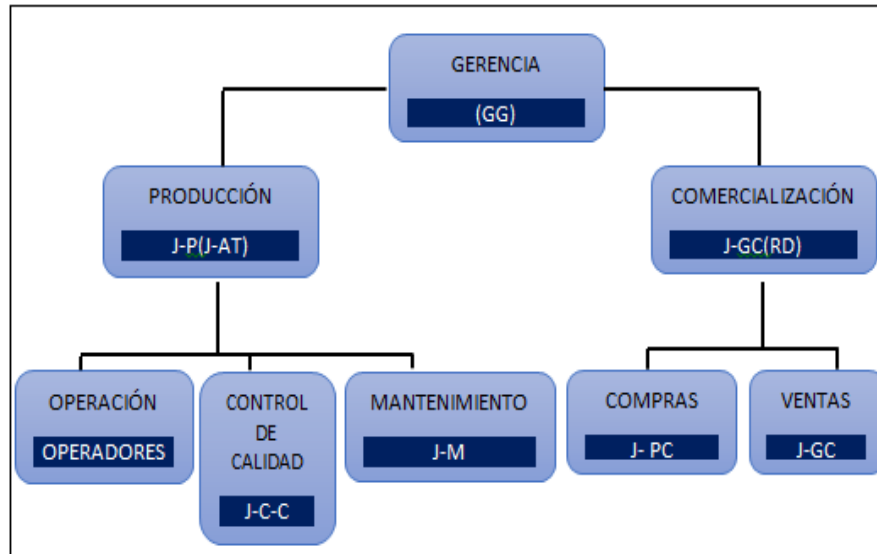 GERENCIA
(GG)
PRODUCCIÓN
J-P(J-AT)
COMERCIALIZACIÓN
J-GC(RD)
OPERACIÓN
OPERADORES
CONTROL
DE
CALIDAD
J-C-C
MANTENIMIENTO
J-M
COMPRAS
J- PC
VENTAS
J-GC